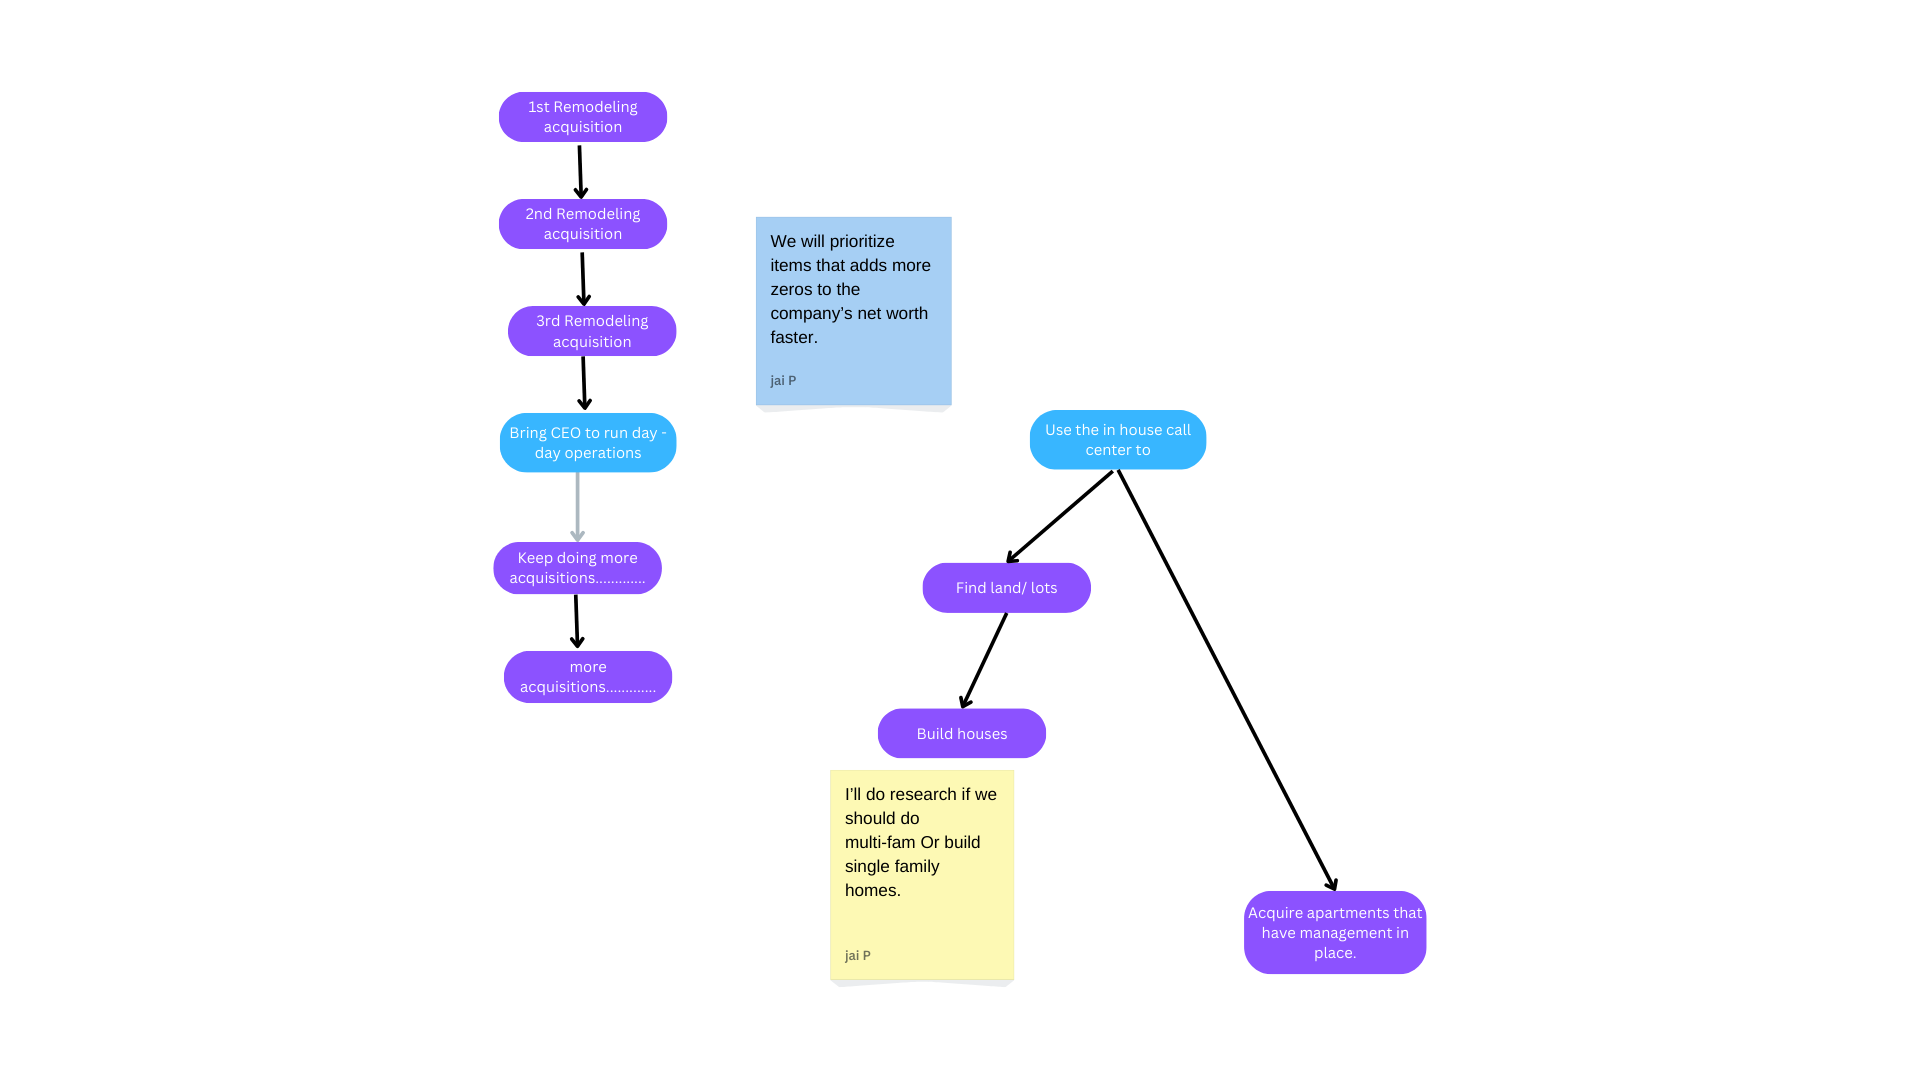 1st Remodeling
acquisition
2nd Remodeling
acquisition
3rd Remodeling
acquisition
Bring CEO to run day -
day operations
Keep doing more
acquisitions.............
more
acquisitions.............
We will prioritize
items that adds more
zeros to the
company’s net worth
faster.
jai P
Use the in house call
center to
Find land/ lots
Build houses
I’ll do research if we
should do
multi-fam Or build
single family
homes.
jai P
Acquire apartments that
have management in
place.